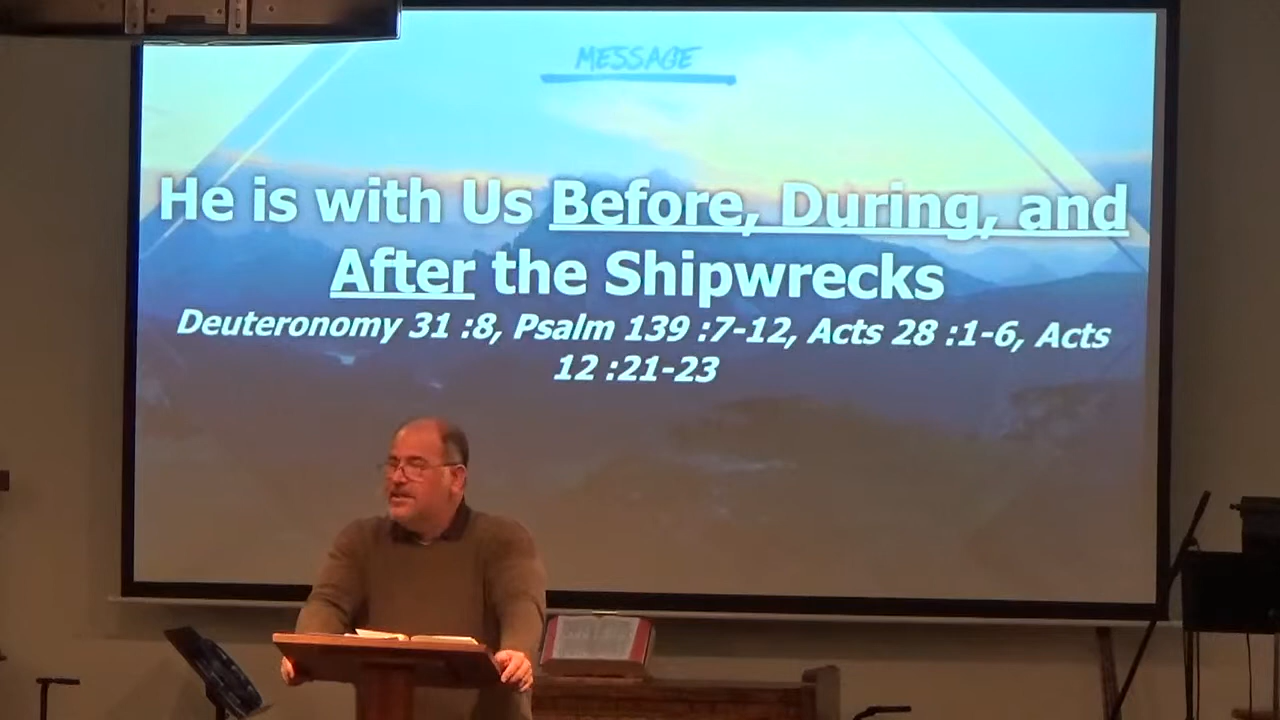 MESSAGE
He is with Us Before, During, and
After the Shipwrecks
Deuteronomy 31 :8, Psalm 139 :7-12, Acts 28 :1-6, Acts
12 :21-23